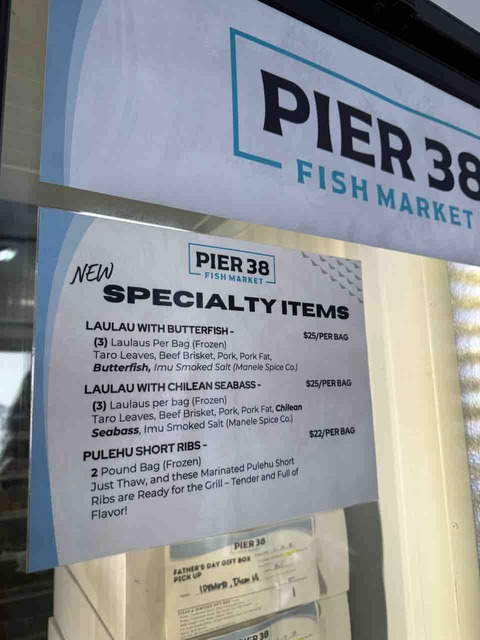 PIER 38
FISH MARKET
NEW
PIER 38
FISH MARKET
SPECIALTY ITEMS
LAULAU WITH BUTTERFISH - $25/PER BAG
(3) Laulaus Per Bag (Frozen)
Taro Leaves, Beef Brisket, Pork, Pork Fat,
Butterfish, Imu Smoked Salt (Manele Spice Co.)
LAULAU WITH CHILEAN SEABASS - $25/PER BAG
(3) Laulaus per bag (Frozen)
Taro Leaves, Beef Brisket, Pork, Pork Fat, Chilean
Seabass, Imu Smoked Salt (Manele Spice Co.)
PULEHU SHORT RIBS - $22/PER BAG
2 Pound Bag (Frozen)
Just Thaw, and these Marinated Pulehu Short
Ribs are Ready for the Grill – Tender and Full of
Flavor!
PIER 38
FATHER'S DAY GIFT BOX
PICK UP
PIER 38